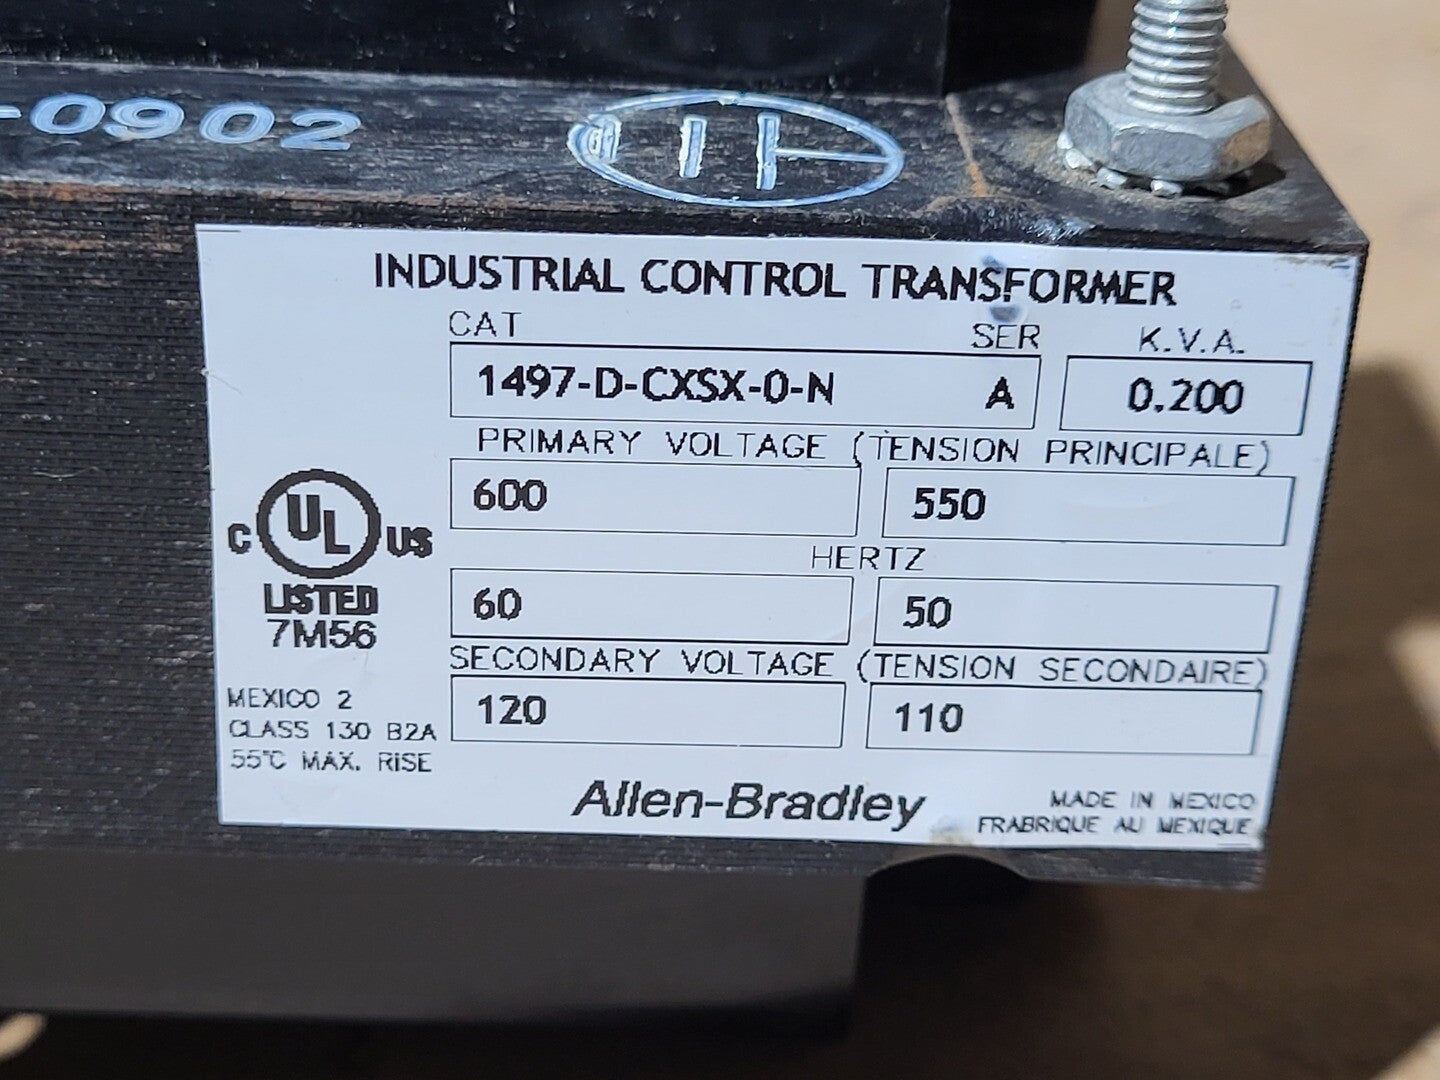 -0902
INDUSTRIAL CONTROL TRANSFORMER
CAT SER K.V.A.
1497-D-CXSX-0-N A 0.200
PRIMARY VOLTAGE (TENSION PRINCIPALE)
600 550
HERTZ
60 50
SECONDARY VOLTAGE (TENSION SECONDAIRE)
120 110
C UL US
LISTED
7M56
MEXICO 2
CLASS 130 B2A
55°C MAX. RISE
Allen-Bradley
MADE IN MEXICO
FRABRIQUE AU MEXIQUE